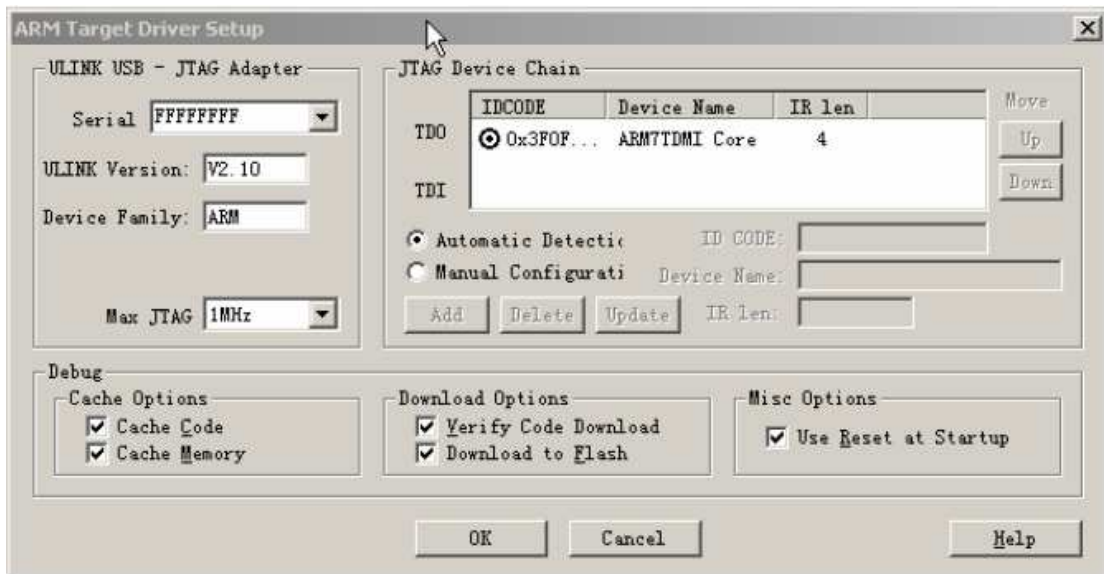 ARM Target Driver Setup
ULINK USB - JTAG Adapter
Serial FFFFFFFF
ULINK Version: V2.10
Device Family: ARM
Max JTAG 1MHz
JTAG Device Chain
IDCODE Device Name IR len
TDO 0x3F0F... ARM7TDMI Core 4
TDI
Move
Up
Down
Automatic Detectic
Manual Configurati
ID CODE:
Device Name:
Add Delete Update IR len:
Debug
Cache Options
Cache Code
Cache Memory
Download Options
Verify Code Download
Download to Flash
Misc Options
Use Reset at Startup
OK Cancel Help